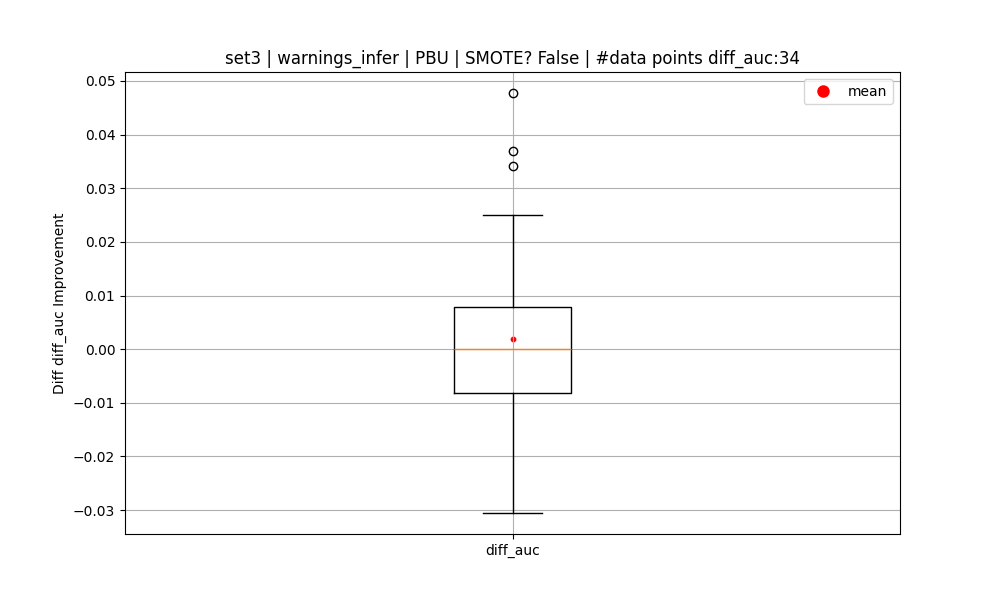 set3 | warnings_infer | PBU | SMOTE? False | #data points diff_auc:34
mean
0.05
0.04
0.03
0.02
0.01
0.00
−0.01
−0.02
−0.03
Diff diff_auc Improvement
diff_auc